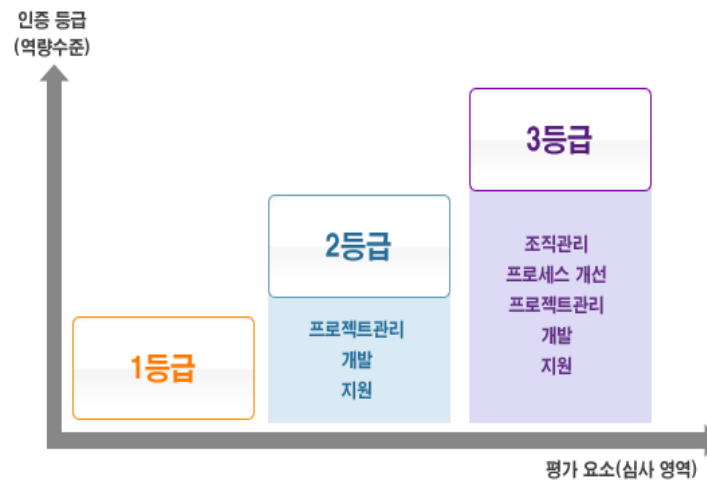 인증 등급
(역량수준)
3등급
2등급
조직관리
프로세스 개선
프로젝트관리
개발
지원
프로젝트관리
개발
지원
1등급
평가 요소(심사 영역)